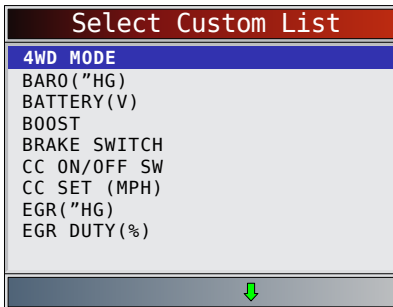 Select Custom List
4WD MODE
BARO(”HG)
BATTERY(V)
BOOST
BRAKE SWITCH
CC ON/OFF SW
CC SET (MPH)
EGR(”HG)
EGR DUTY(%)